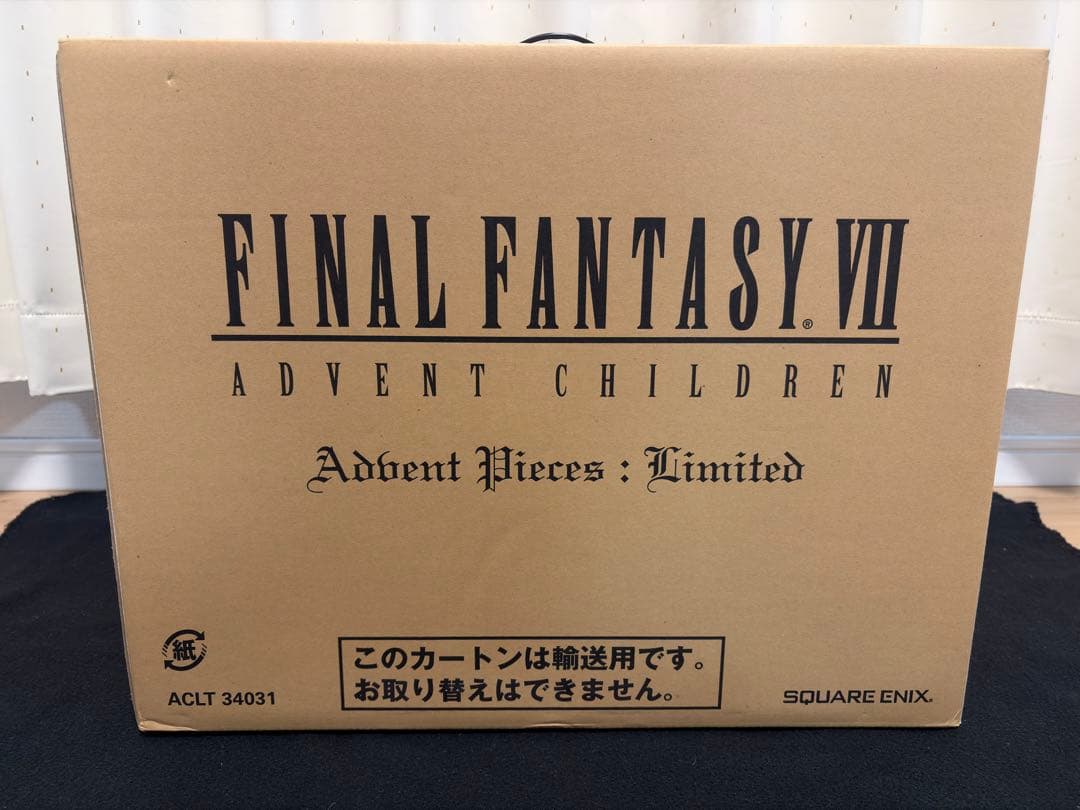 FINAL FANTASY® VII
ADVENT CHILDREN
Advent Pieces : Limited
紙
このカートンは輸送用です。
お取り替えはできません。
ACLT 34031
SQUARE ENIX®